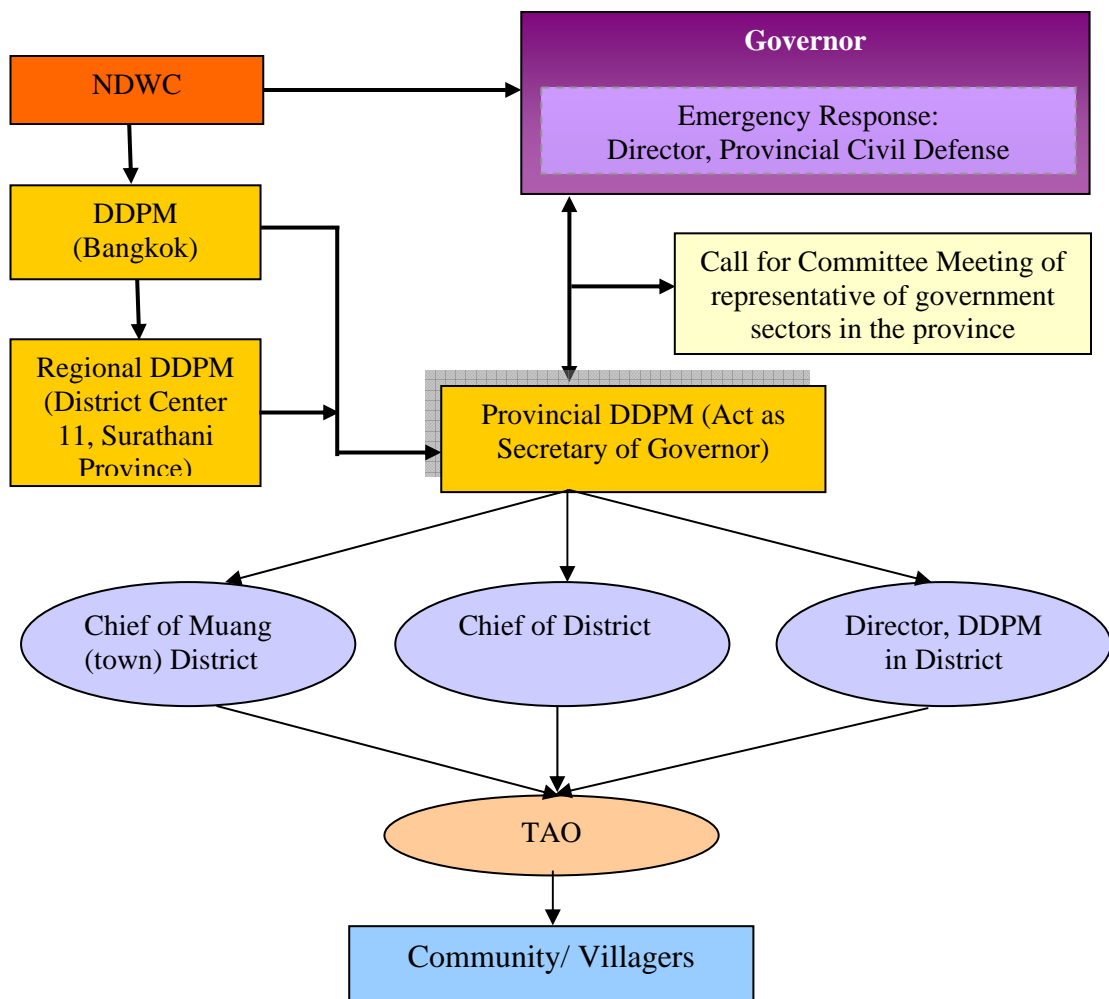 Governor
NDWC
Emergency Response:
Director, Provincial Civil Defense
DDPM
(Bangkok)
Call for Committee Meeting of
representative of government
sectors in the province
Regional DDPM
(District Center
11, Surathani
Province)
Provincial DDPM (Act as
Secretary of Governor)
Chief of Muang
(town) District
Chief of District
Director, DDPM
in District
TAO
Community/ Villagers